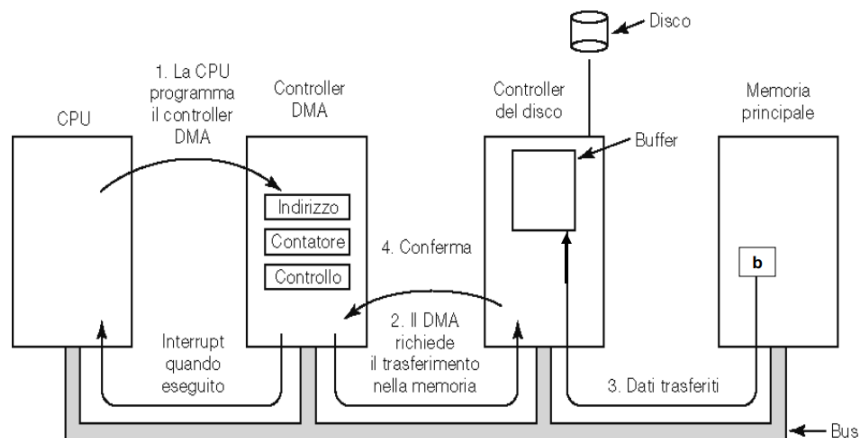 Disco
1. La CPU
programma
il controller
DMA
CPU
Controller
DMA
Controller
del disco
Memoria
principale
Buffer
Indirizzo
Contatore
Controllo
4. Conferma
b
Interrupt
quando
eseguito
2. Il DMA
richiede
il trasferimento
nella memoria
3. Dati trasferiti
Bus